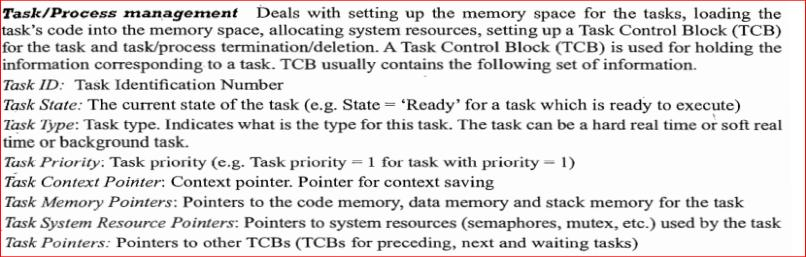 Task/Process management Deals with setting up the memory space for the tasks, loading the
task's code into the memory space, allocating system resources, setting up a Task Control Block (TCB)
for the task and task/process termination/deletion. A Task Control Block (TCB) is used for holding the
information corresponding to a task. TCB usually contains the following set of information.
Task ID: Task Identification Number
Task State: The current state of the task (e.g. State = 'Ready' for a task which is ready to execute)
Task Type: Task type. Indicates what is the type for this task. The task can be a hard real time or soft real
time or background task.
Task Priority: Task priority (e.g. Task priority = 1 for task with priority = 1)
Task Context Pointer: Context pointer. Pointer for context saving
Task Memory Pointers: Pointers to the code memory, data memory and stack memory for the task
Task System Resource Pointers: Pointers to system resources (semaphores, mutex, etc.) used by the task
Task Pointers: Pointers to other TCBs (TCBs for preceding, next and waiting tasks)